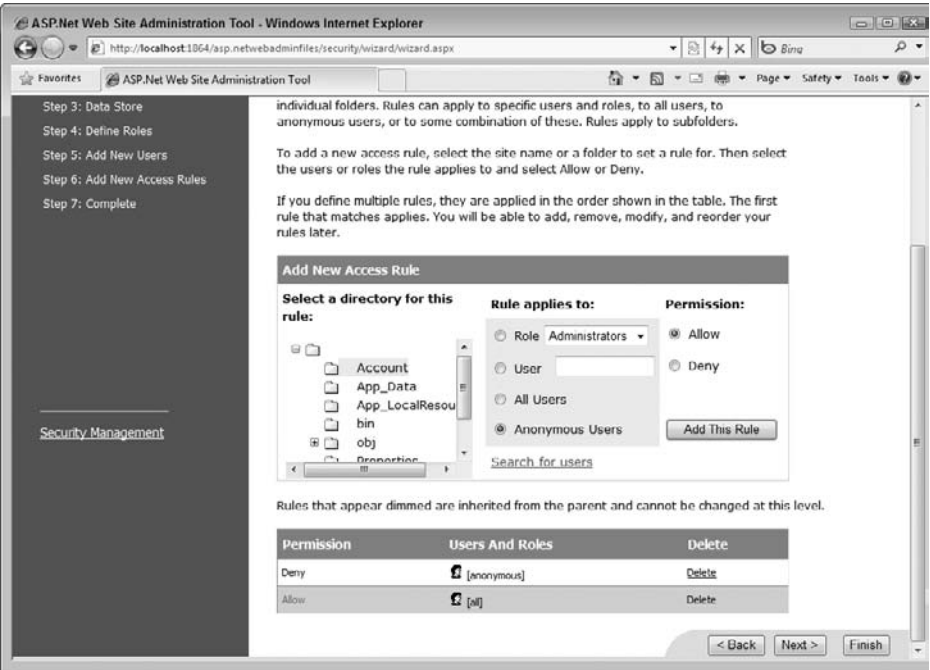 ASP.Net Web Site Administration Tool - Windows Internet Explorer
http://localhost:1864/asp.netwebadminfiles/security/wizard/wizard.aspx
Bing
Favorites
ASP.Net Web Site Administration Tool
Page
Safety
Tools
Step 3: Data Store
Step 4: Define Roles
Step 5: Add New Users
Step 6: Add New Access Rules
Step 7: Complete
Security Management
individual folders. Rules can apply to specific users and roles, to all users, to
anonymous users, or to some combination of these. Rules apply to subfolders.
To add a new access rule, select the site name or a folder to set a rule for. Then select
the users or roles the rule applies to and select Allow or Deny.
If you define multiple rules, they are applied in the order shown in the table. The first
rule that matches applies. You will be able to add, remove, modify, and reorder your
rules later.
Add New Access Rule
Select a directory for this
rule:
Account
App_Data
App_LocalResou
bin
obj
Properties
Rule applies to:
Role Administrators
User
All Users
Anonymous Users
Search for users
Permission:
Allow
Deny
Add This Rule
Rules that appear dimmed are inherited from the parent and cannot be changed at this level.
Permission Users And Roles Delete
Deny [anonymous] Delete
Allow [all] Delete
< Back Next > Finish